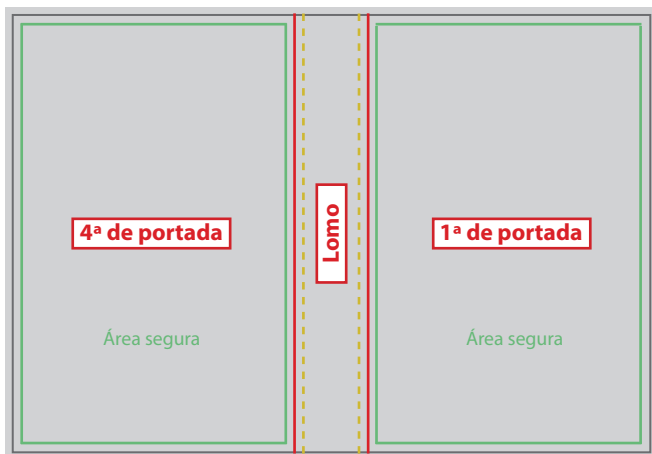 4ª de portada
Lomo
1ª de portada
Área segura
Área segura